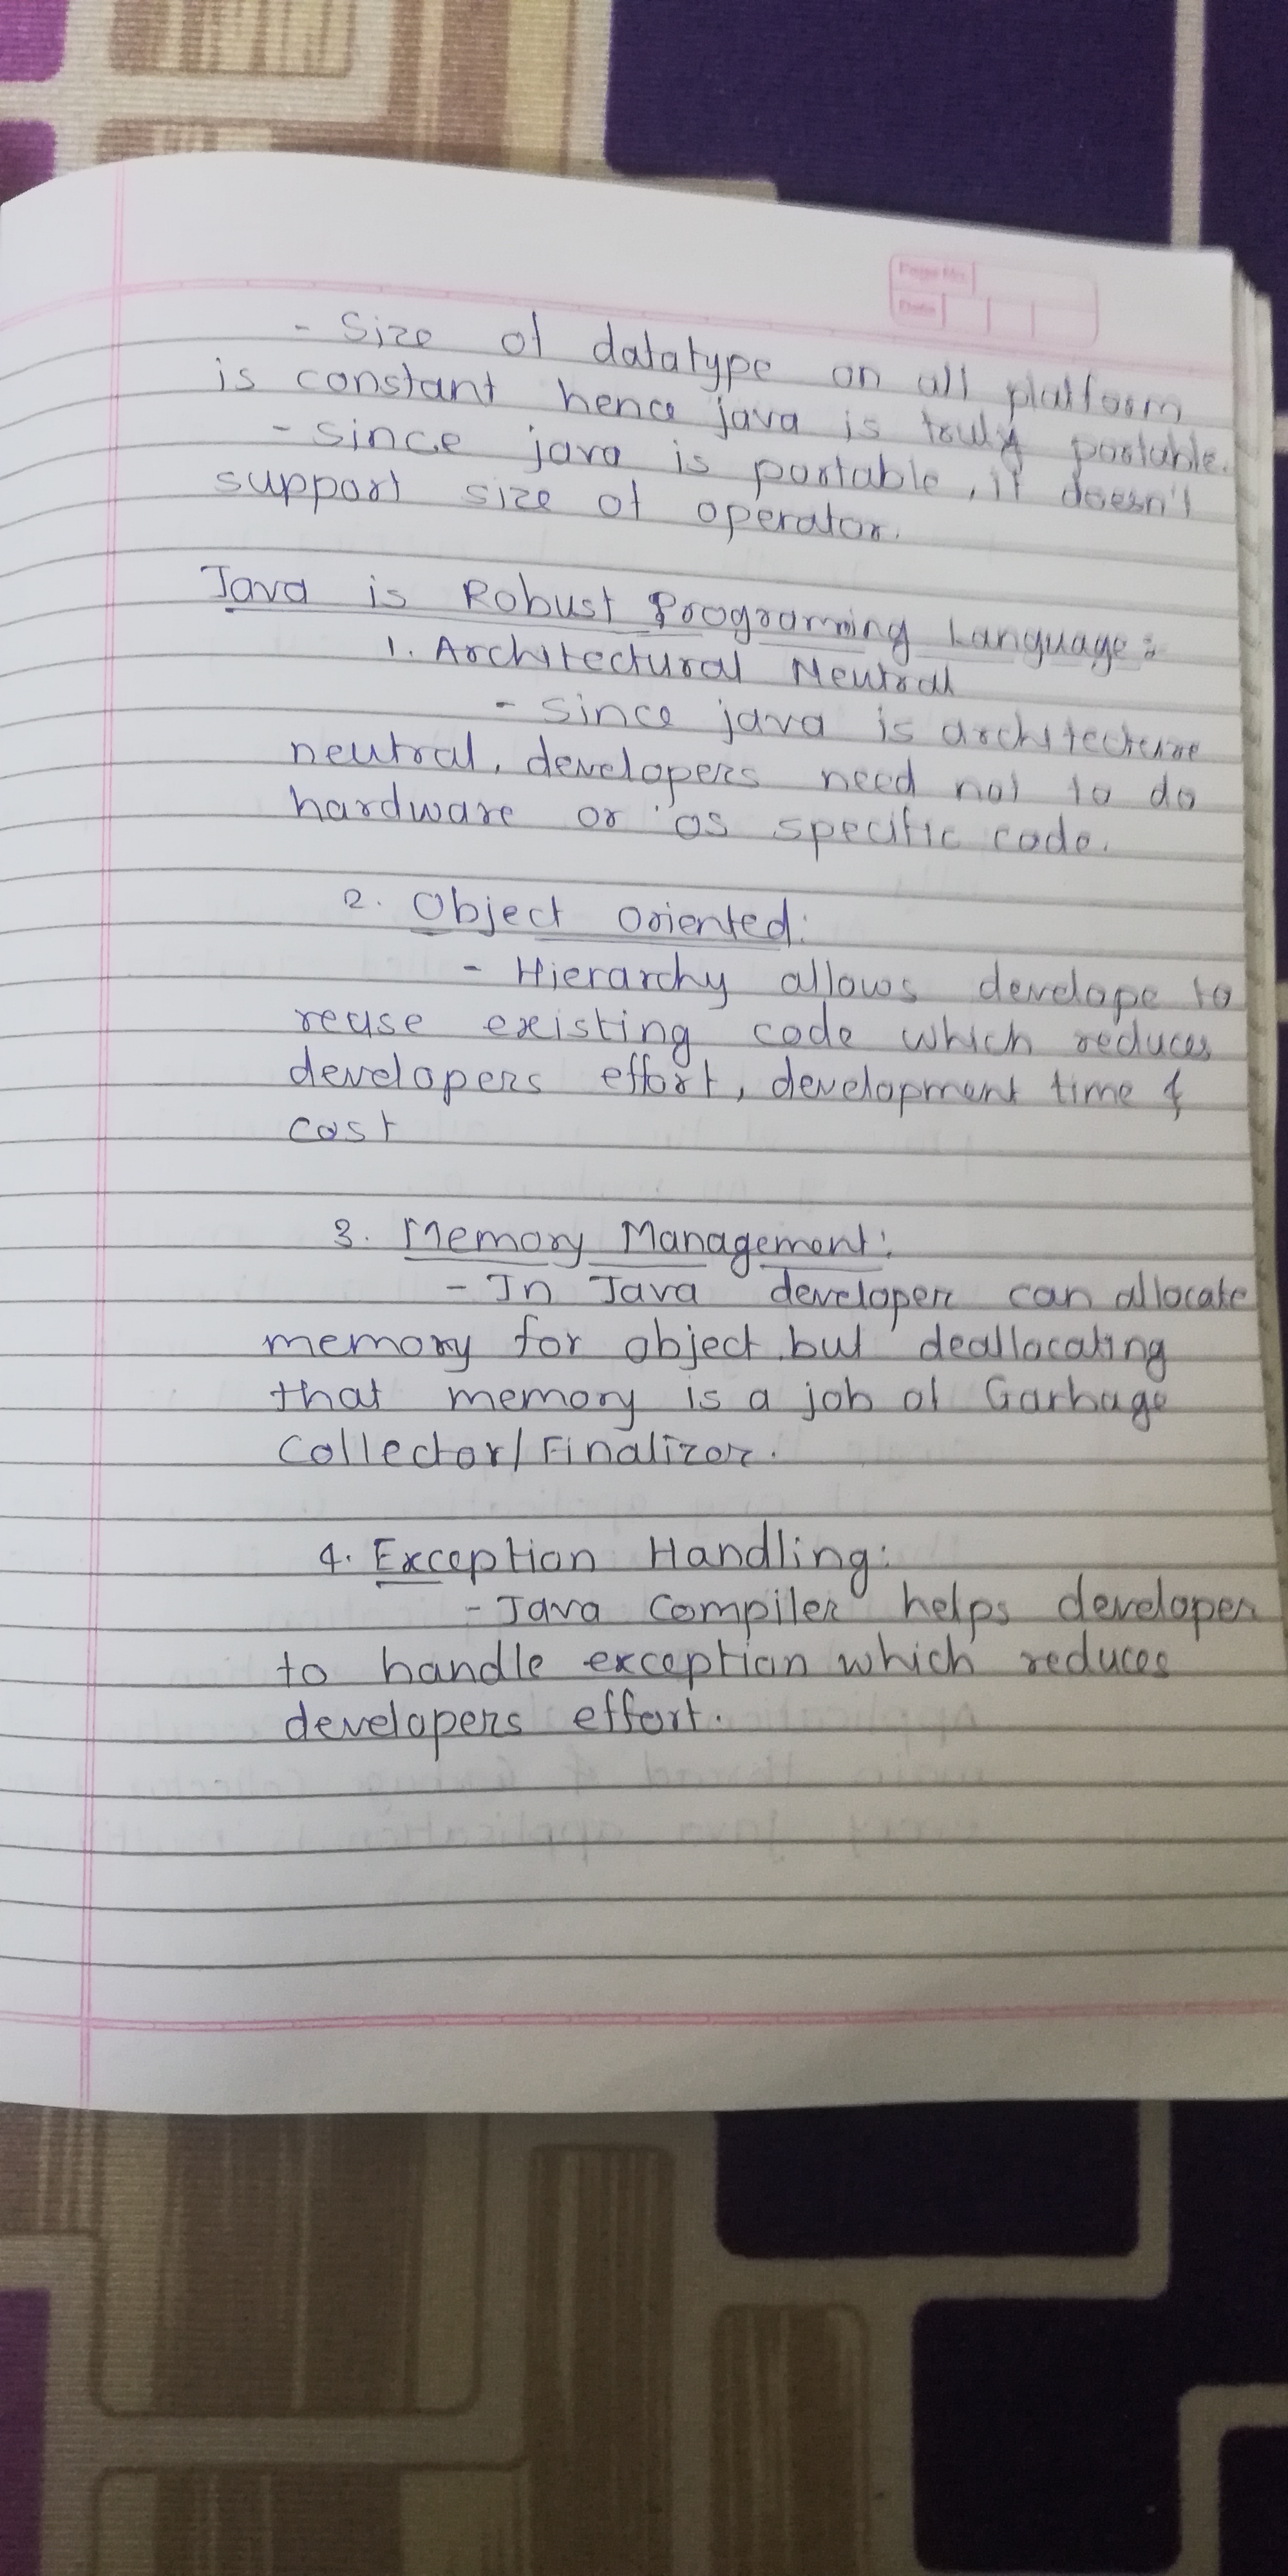 Page No.
Date
- Size of datatype on all platform
is constant hence java is truly portable.
- since java is portable, it doesn't
support size of operator.
Java is Robust Programing Language:
1. Architectural Neutral
- since java is architecture
neutral, developers need not to do
hardware or os specific code.
2. Object Oriented:
- Hierarchy allows develope to
reuse existing code which reduces
developers effort, development time &
cost
3. Memory Management:
- In Java developer can allocate
memory for object but deallocating
that memory is a job of Garbage
Collector/Finalizor.
4. Exception Handling:
- Java Compiler helps developer
to handle exception which reduces
developers effort.